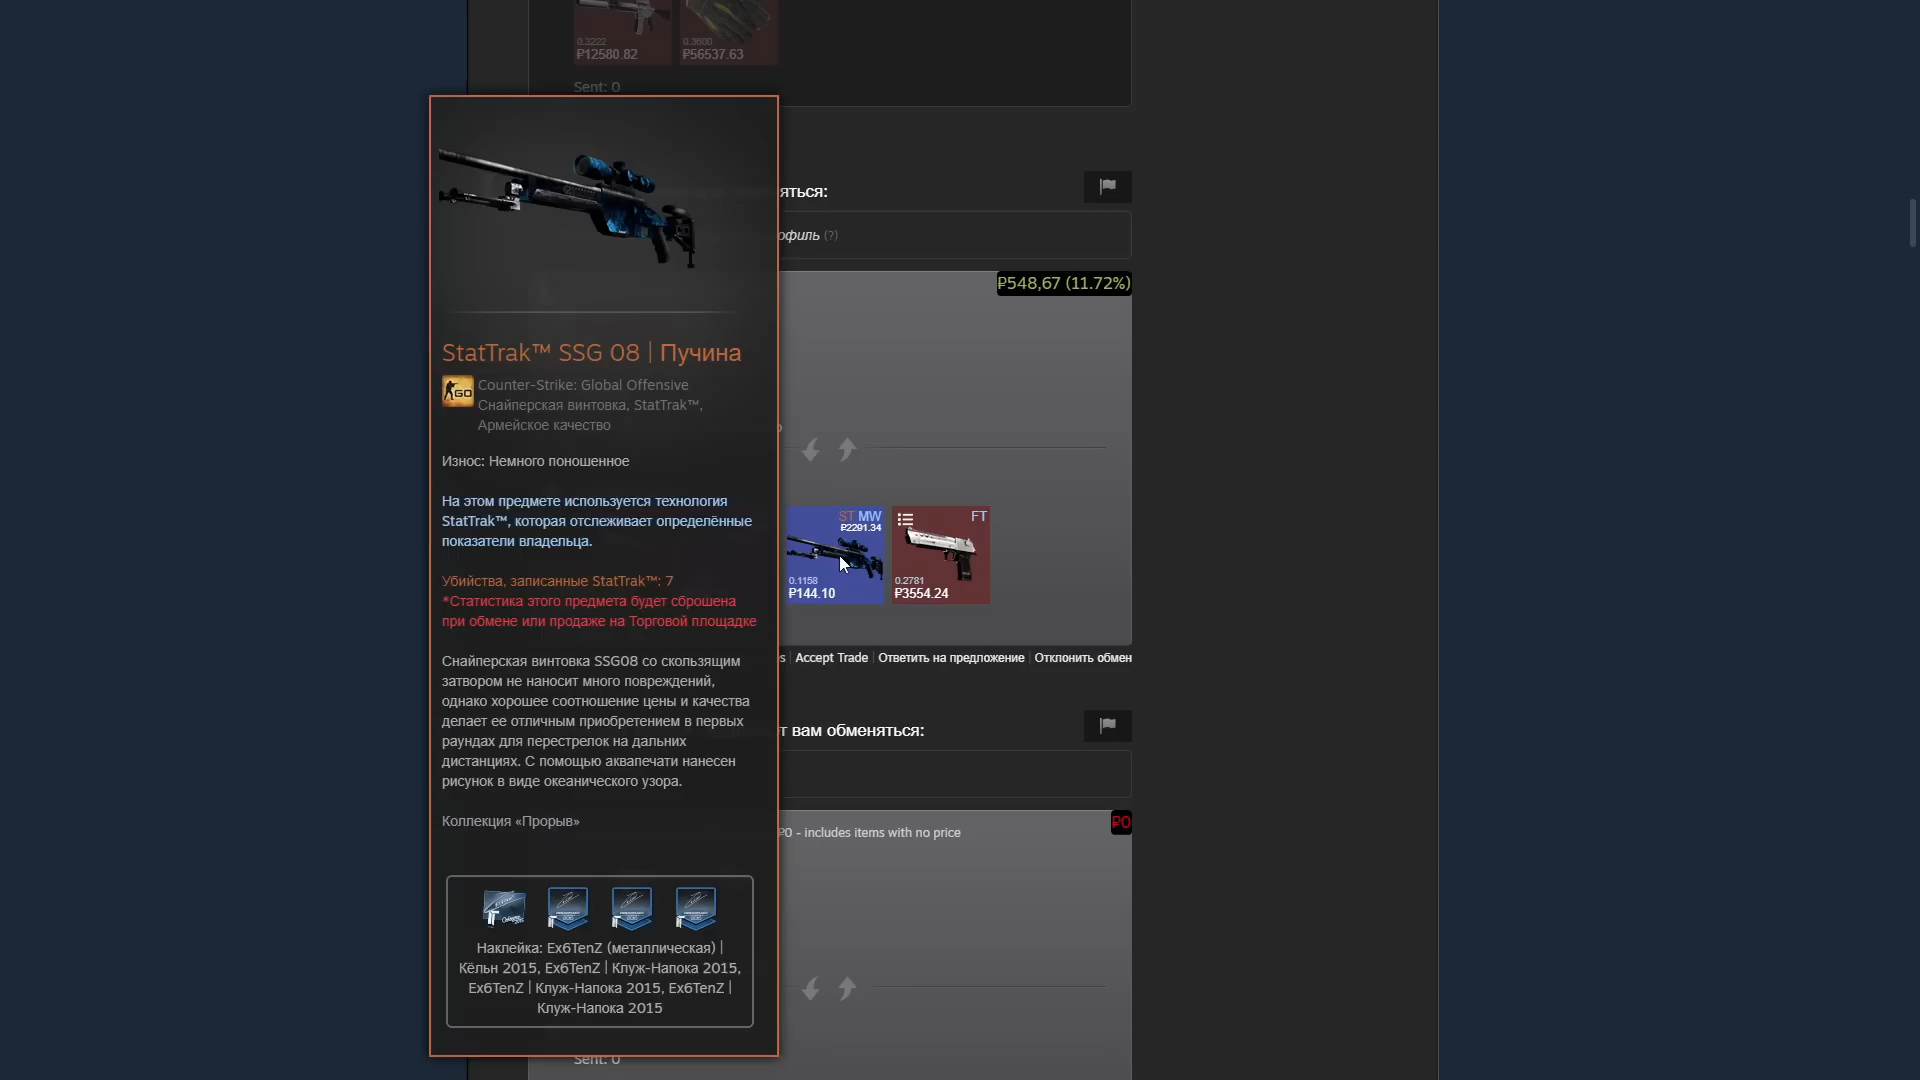 0.3222
₽12580.82
0.3600
₽56537.63
Sent: 0
яться:
офиль (?)
₽548,67 (11.72%)
StatTrak™ SSG 08 | Пучина
GO
Counter-Strike: Global Offensive
Снайперская винтовка, StatTrak™,
Армейское качество
Износ: Немного поношенное
На этом предмете используется технология
StatTrak™, которая отслеживает определённые
показатели владельца.
Убийства, записанные StatTrak™: 7
*Статистика этого предмета будет сброшена
при обмене или продаже на Торговой площадке
Снайперская винтовка SSG08 со скользящим
затвором не наносит много повреждений,
однако хорошее соотношение цены и качества
делает ее отличным приобретением в первых
раундах для перестрелок на дальних
дистанциях. С помощью аквапечати нанесен
рисунок в виде океанического узора.
Коллекция «Прорыв»
Наклейка: Ex6TenZ (металлическая) |
Кёльн 2015, Ex6TenZ | Клуж-Напока 2015,
Ex6TenZ | Клуж-Напока 2015, Ex6TenZ |
Клуж-Напока 2015
ST MW
₽2291.34
0.1158
₽144.10
FT
0.2781
₽3554.24
s | Accept Trade | Ответить на предложение | Отклонить обмен
т вам обменяться:
₽0
₽0 - includes items with no price
Sent: 0